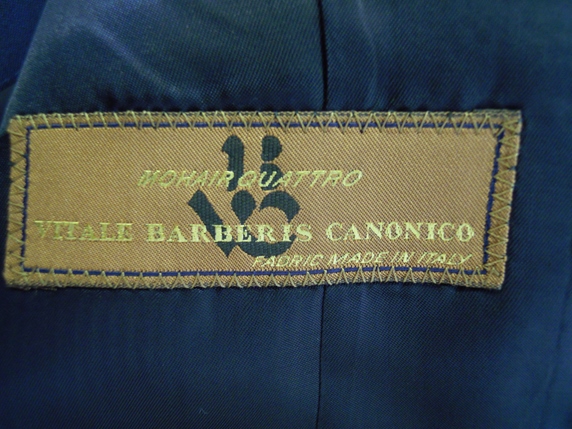 MOHAIR QUATTRO
VITALE BARBERIS CANONICO
FABRIC MADE IN ITALY